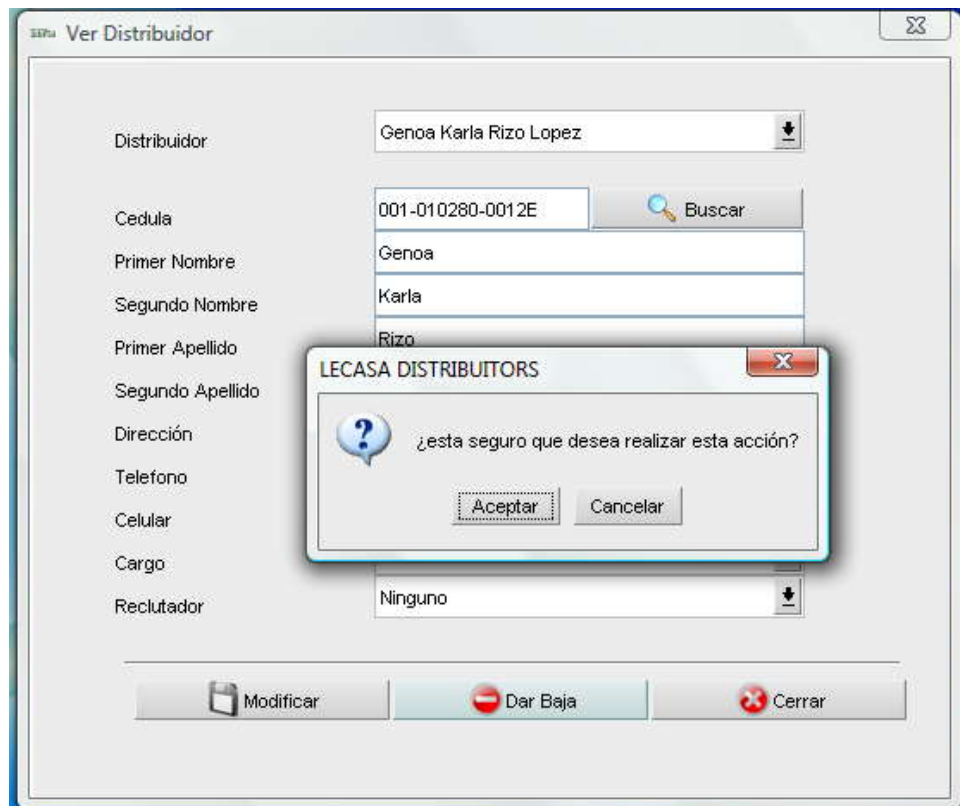 Ver Distribuidor
Distribuidor
Genoa Karla Rizo Lopez
Cedula
001-010280-0012E
Buscar
Primer Nombre
Genoa
Segundo Nombre
Karla
Primer Apellido
Rizo
Segundo Apellido
Dirección
Telefono
Celular
Cargo
Reclutador
Ninguno
LECASA DISTRIBUITORS
¿esta seguro que desea realizar esta acción?
Aceptar
Cancelar
Modificar
Dar Baja
Cerrar